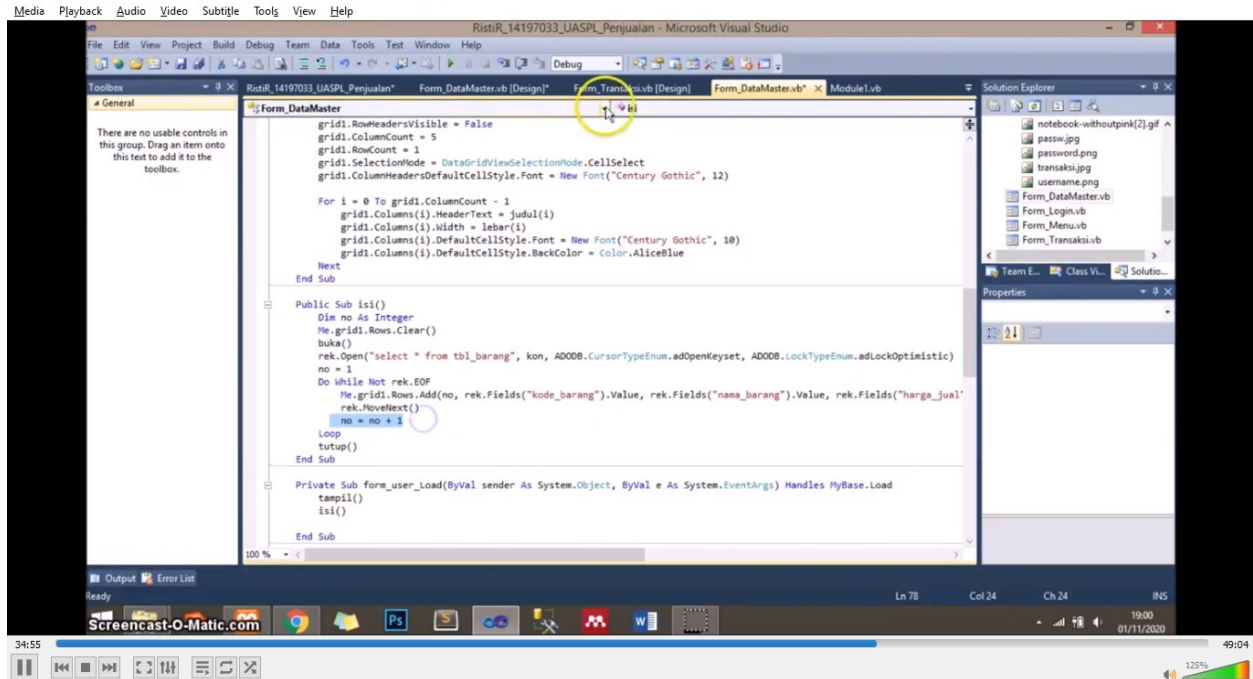 Media Playback Audio Video Subtitle Tools View Help
RistiR_14197033_UASPL_Penjualan - Microsoft Visual Studio
File Edit View Project Build Debug Team Data Tools Test Window Help
Debug
Toolbox
General
There are no usable controls in
this group. Drag an item onto
this text to add it to the
toolbox.
RistiR_14197033_UASPL_Penjualan* Form_DataMaster.vb [Design]* Form_Transaksi.vb [Design] Form_DataMaster.vb* Module1.vb
Form_DataMaster isi
grid1.RowHeadersVisible = False
grid1.ColumnCount = 5
grid1.RowCount = 1
grid1.SelectionMode = DataGridViewSelectionMode.CellSelect
grid1.ColumnHeadersDefaultCellStyle.Font = New Font("Century Gothic", 12)
For i = 0 To grid1.ColumnCount - 1
grid1.Columns(i).HeaderText = judul(i)
grid1.Columns(i).Width = lebar(i)
grid1.Columns(i).DefaultCellStyle.Font = New Font("Century Gothic", 10)
grid1.Columns(i).DefaultCellStyle.BackColor = Color.AliceBlue
Next
End Sub
Public Sub isi()
Dim no As Integer
Me.grid1.Rows.Clear()
buka()
rek.Open("select * from tbl_barang", kon, ADODB.CursorTypeEnum.adOpenKeyset, ADODB.LockTypeEnum.adLockOptimistic)
no = 1
Do While Not rek.EOF
Me.grid1.Rows.Add(no, rek.Fields("kode_barang").Value, rek.Fields("nama_barang").Value, rek.Fields("harga_jual"
rek.MoveNext()
no = no + 1
Loop
tutup()
End Sub
Private Sub form_user_Load(ByVal sender As System.Object, ByVal e As System.EventArgs) Handles MyBase.Load
tampil()
isi()
End Sub
100 %
Solution Explorer
notebook-withoutpink[2].gif
passw.jpg
password.png
transaksi.jpg
username.png
Form_DataMaster.vb
Form_Login.vb
Form_Menu.vb
Form_Transaksi.vb
Team E... Class Vi... Solutio...
Properties
Output Error List
Ready Ln 78 Col 24 Ch 24 INS
Screencast-O-Matic.com
Ps
S
W
19:00
01/11/2020
34:55 49:04
125%